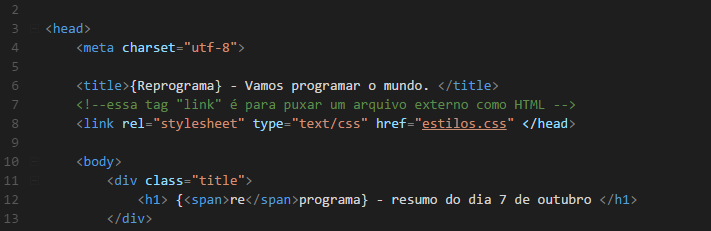 2
3 <head>
4 <meta charset="utf-8">
5
6 <title>{Reprograma} - Vamos programar o mundo. </title>
7 <!--essa tag "link" é para puxar um arquivo externo como HTML -->
8 <link rel="stylesheet" type="text/css" href="estilos.css" </head>
9
10 <body>
11 <div class="title">
12 <h1> {<span>re</span>programa} - resumo do dia 7 de outubro </h1>
13 </div>